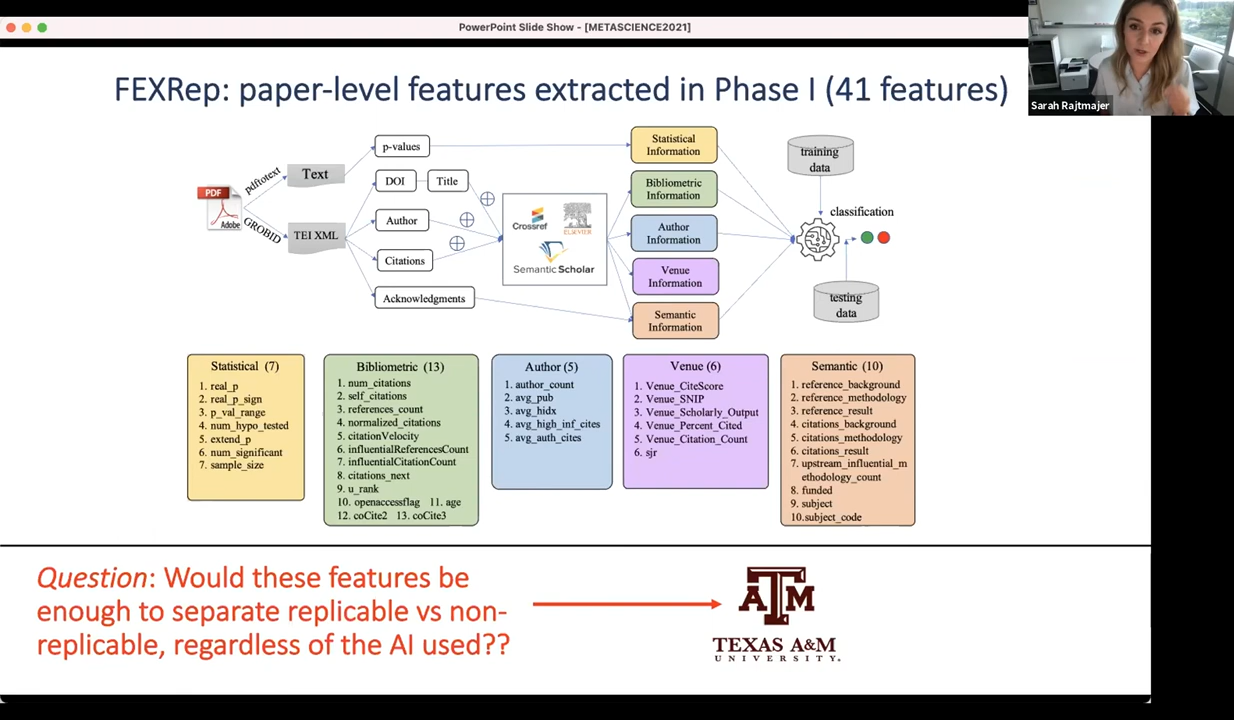 PowerPoint Slide Show - [METASCIENCE2021]
Sarah Rajtmajer
FEXRep: paper-level features extracted in Phase I (41 features)
PDF
Adobe
pdftotext
GROBID
Text
TEI XML
p-values
DOI
Title
Author
Citations
Acknowledgments
Crossref
ELSEVIER
Semantic Scholar
Statistical
Information
Bibliometric
Information
Author
Information
Venue
Information
Semantic
Information
training
data
classification
testing
data
Statistical (7)
1. real_p
2. real_p_sign
3. p_val_range
4. num_hypo_tested
5. extend_p
6. num_significant
7. sample_size
Bibliometric (13)
1. num_citations
2. self_citations
3. references_count
4. normalized_citations
5. citationVelocity
6. influentialReferencesCount
7. influentialCitationCount
8. citations_next
9. u_rank
10. openaccessflag 11. age
12. coCite2 13. coCite3
Author (5)
1. author_count
2. avg_pub
3. avg_hidx
4. avg_high_inf_cites
5. avg_auth_cites
Venue (6)
1. Venue_CiteScore
2. Venue_SNIP
3. Venue_Scholarly_Output
4. Venue_Percent_Cited
5. Venue_Citation_Count
6. sjr
Semantic (10)
1. reference_background
2. reference_methodology
3. reference_result
4. citations_background
5. citations_methodology
6. citations_result
7. upstream_influential_m
ethodology_count
8. funded
9. subject
10.subject_code
Question: Would these features be
enough to separate replicable vs non-
replicable, regardless of the AI used??
ATM
TEXAS A&M
UNIVERSITY.